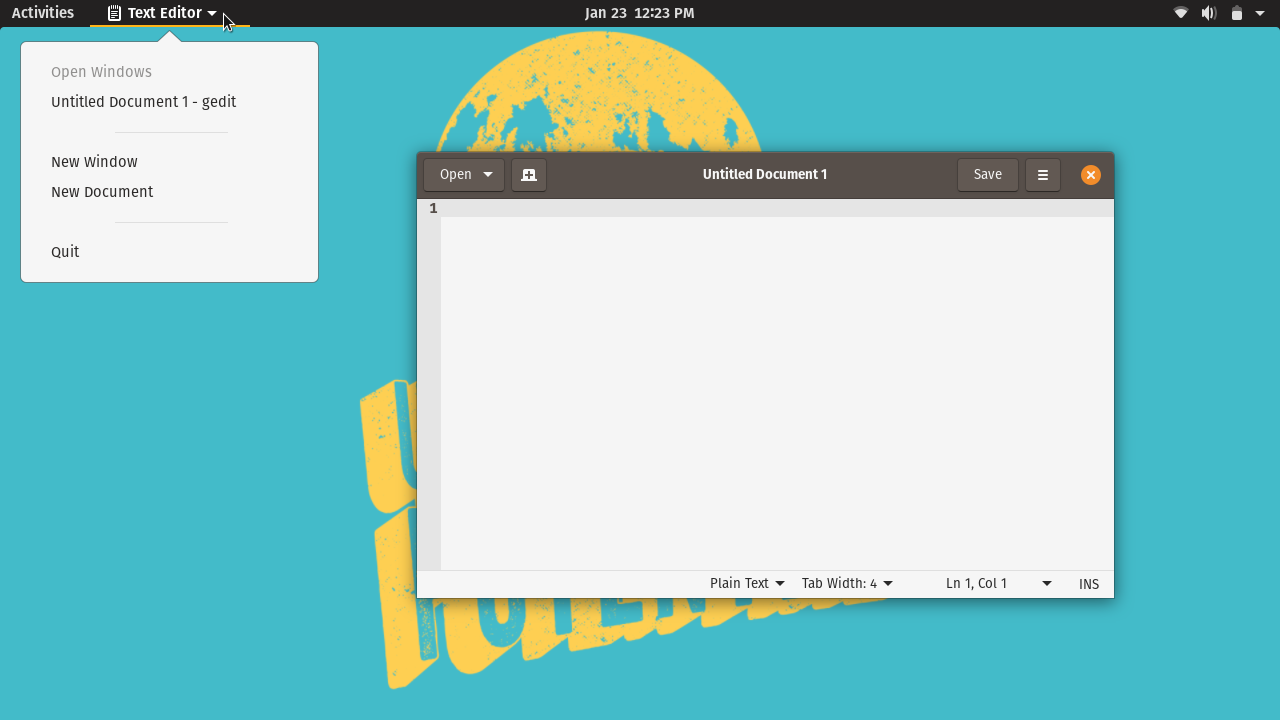 Activities
Text Editor
Jan 23 12:23 PM
Open Windows
Untitled Document 1 - gedit
New Window
New Document
Quit
Open
Untitled Document 1
Save
1
Plain Text
Tab Width: 4
Ln 1, Col 1
INS